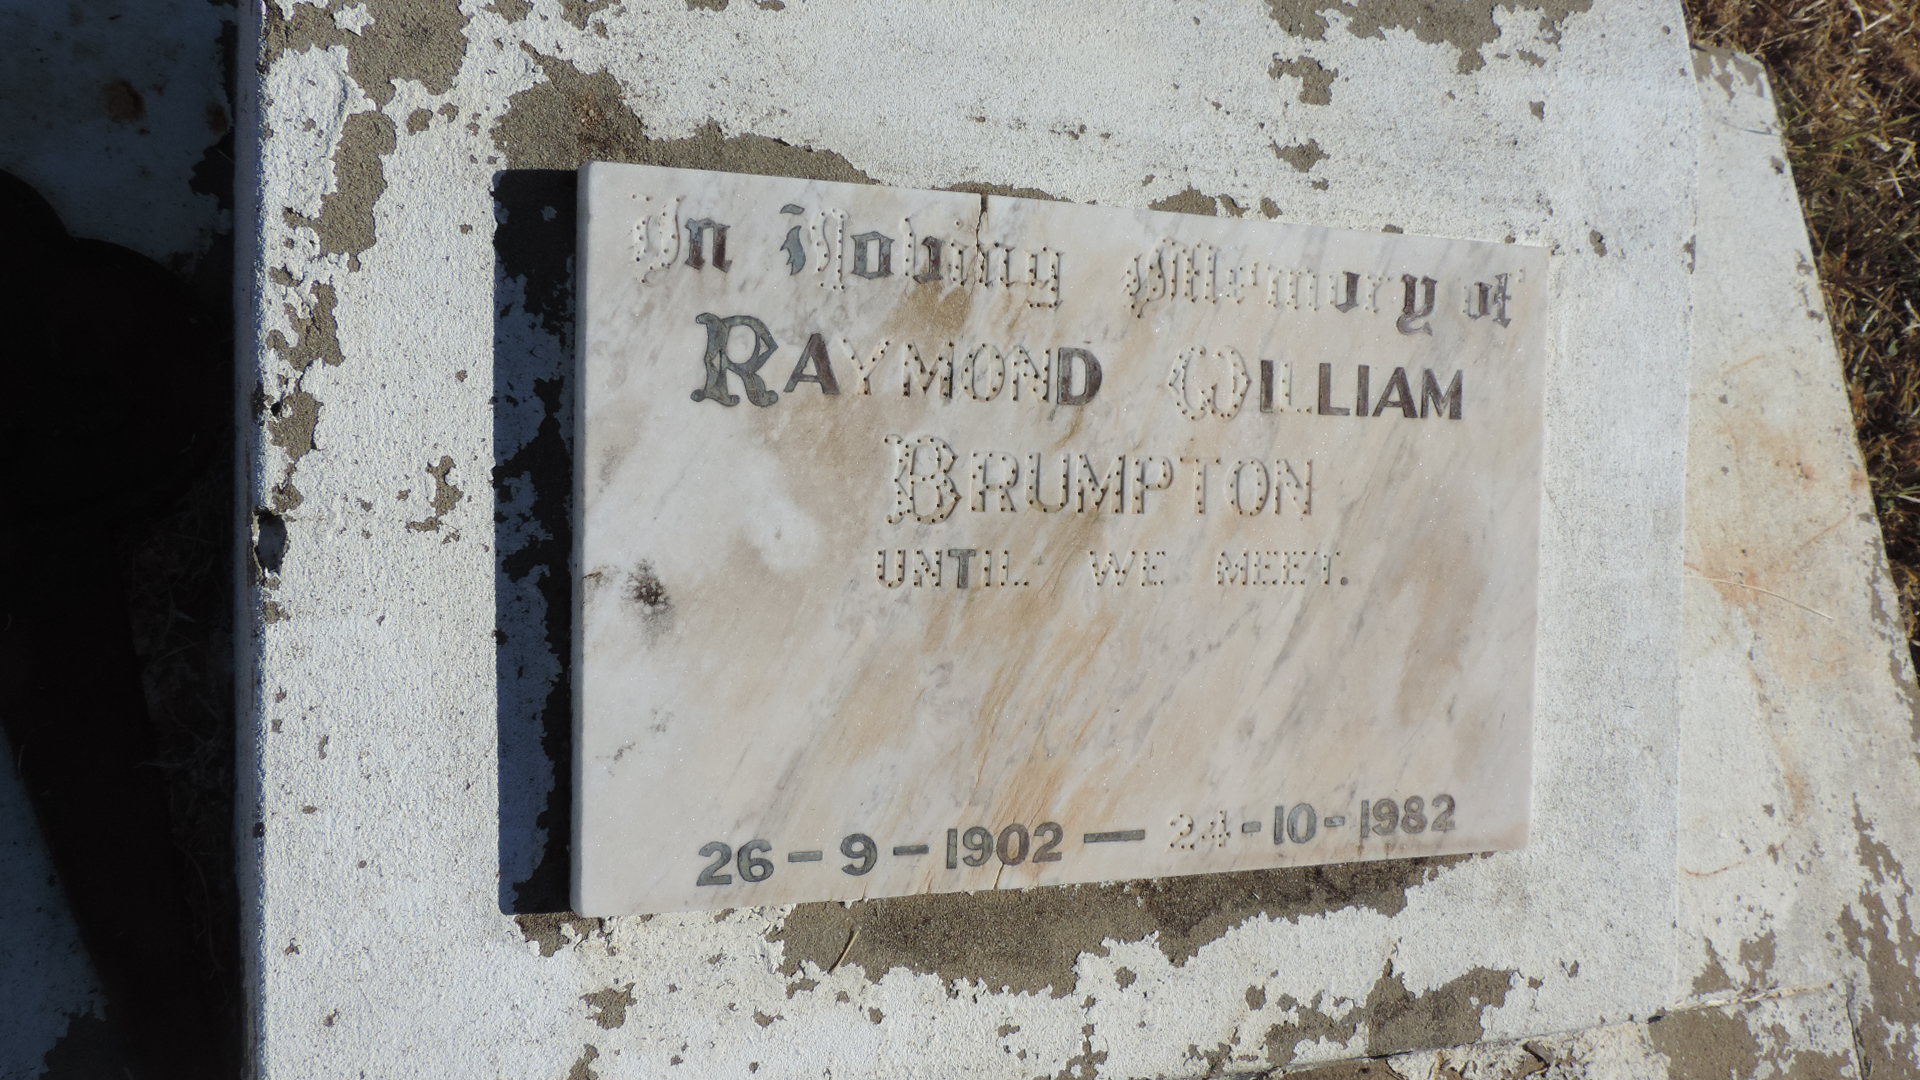 In Loving Memory of
RAYMOND WILLIAM
BRUMPTON
UNTIL WE MEET.
26-9-1902 — 24-10-1982